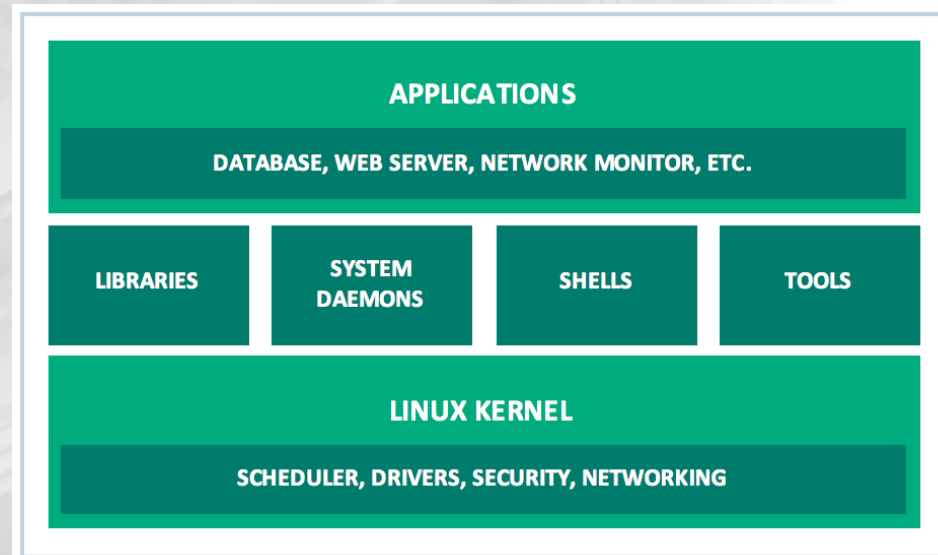 APPLICATIONS
DATABASE, WEB SERVER, NETWORK MONITOR, ETC.
LIBRARIES
SYSTEM
DAEMONS
SHELLS
TOOLS
LINUX KERNEL
SCHEDULER, DRIVERS, SECURITY, NETWORKING